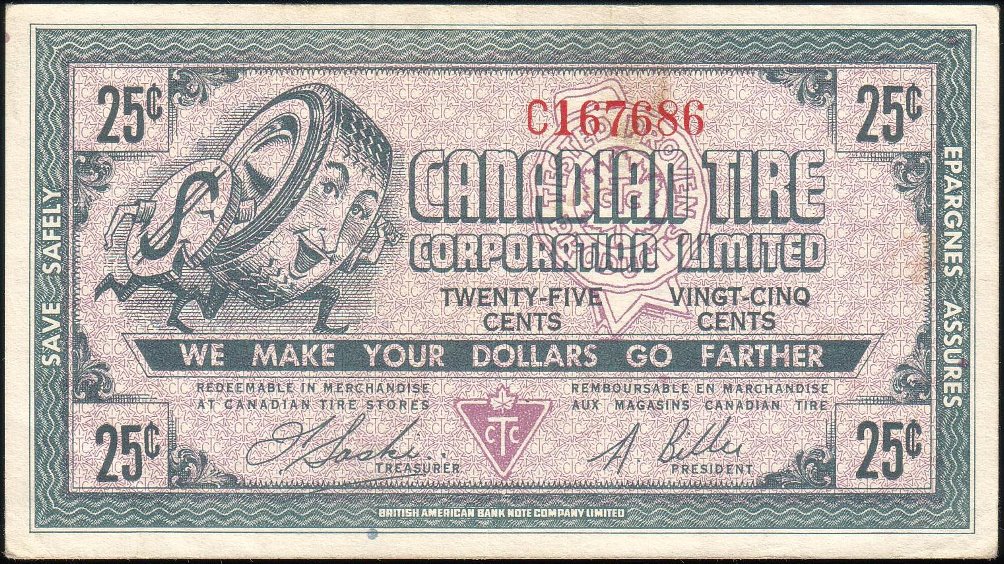 25¢
C167686
25¢
CANADIAN TIRE
CORPORATION LIMITED
TWENTY-FIVE
CENTS
VINGT-CINQ
CENTS
SAVE SAFELY
EPARGNES ASSURES
WE MAKE YOUR DOLLARS GO FARTHER
REDEEMABLE IN MERCHANDISE
AT CANADIAN TIRE STORES
REMBOURSABLE EN MARCHANDISE
AUX MAGASINS CANADIAN TIRE
25¢
TREASURER
CTC
PRESIDENT
25¢
BRITISH AMERICAN BANK NOTE COMPANY LIMITED